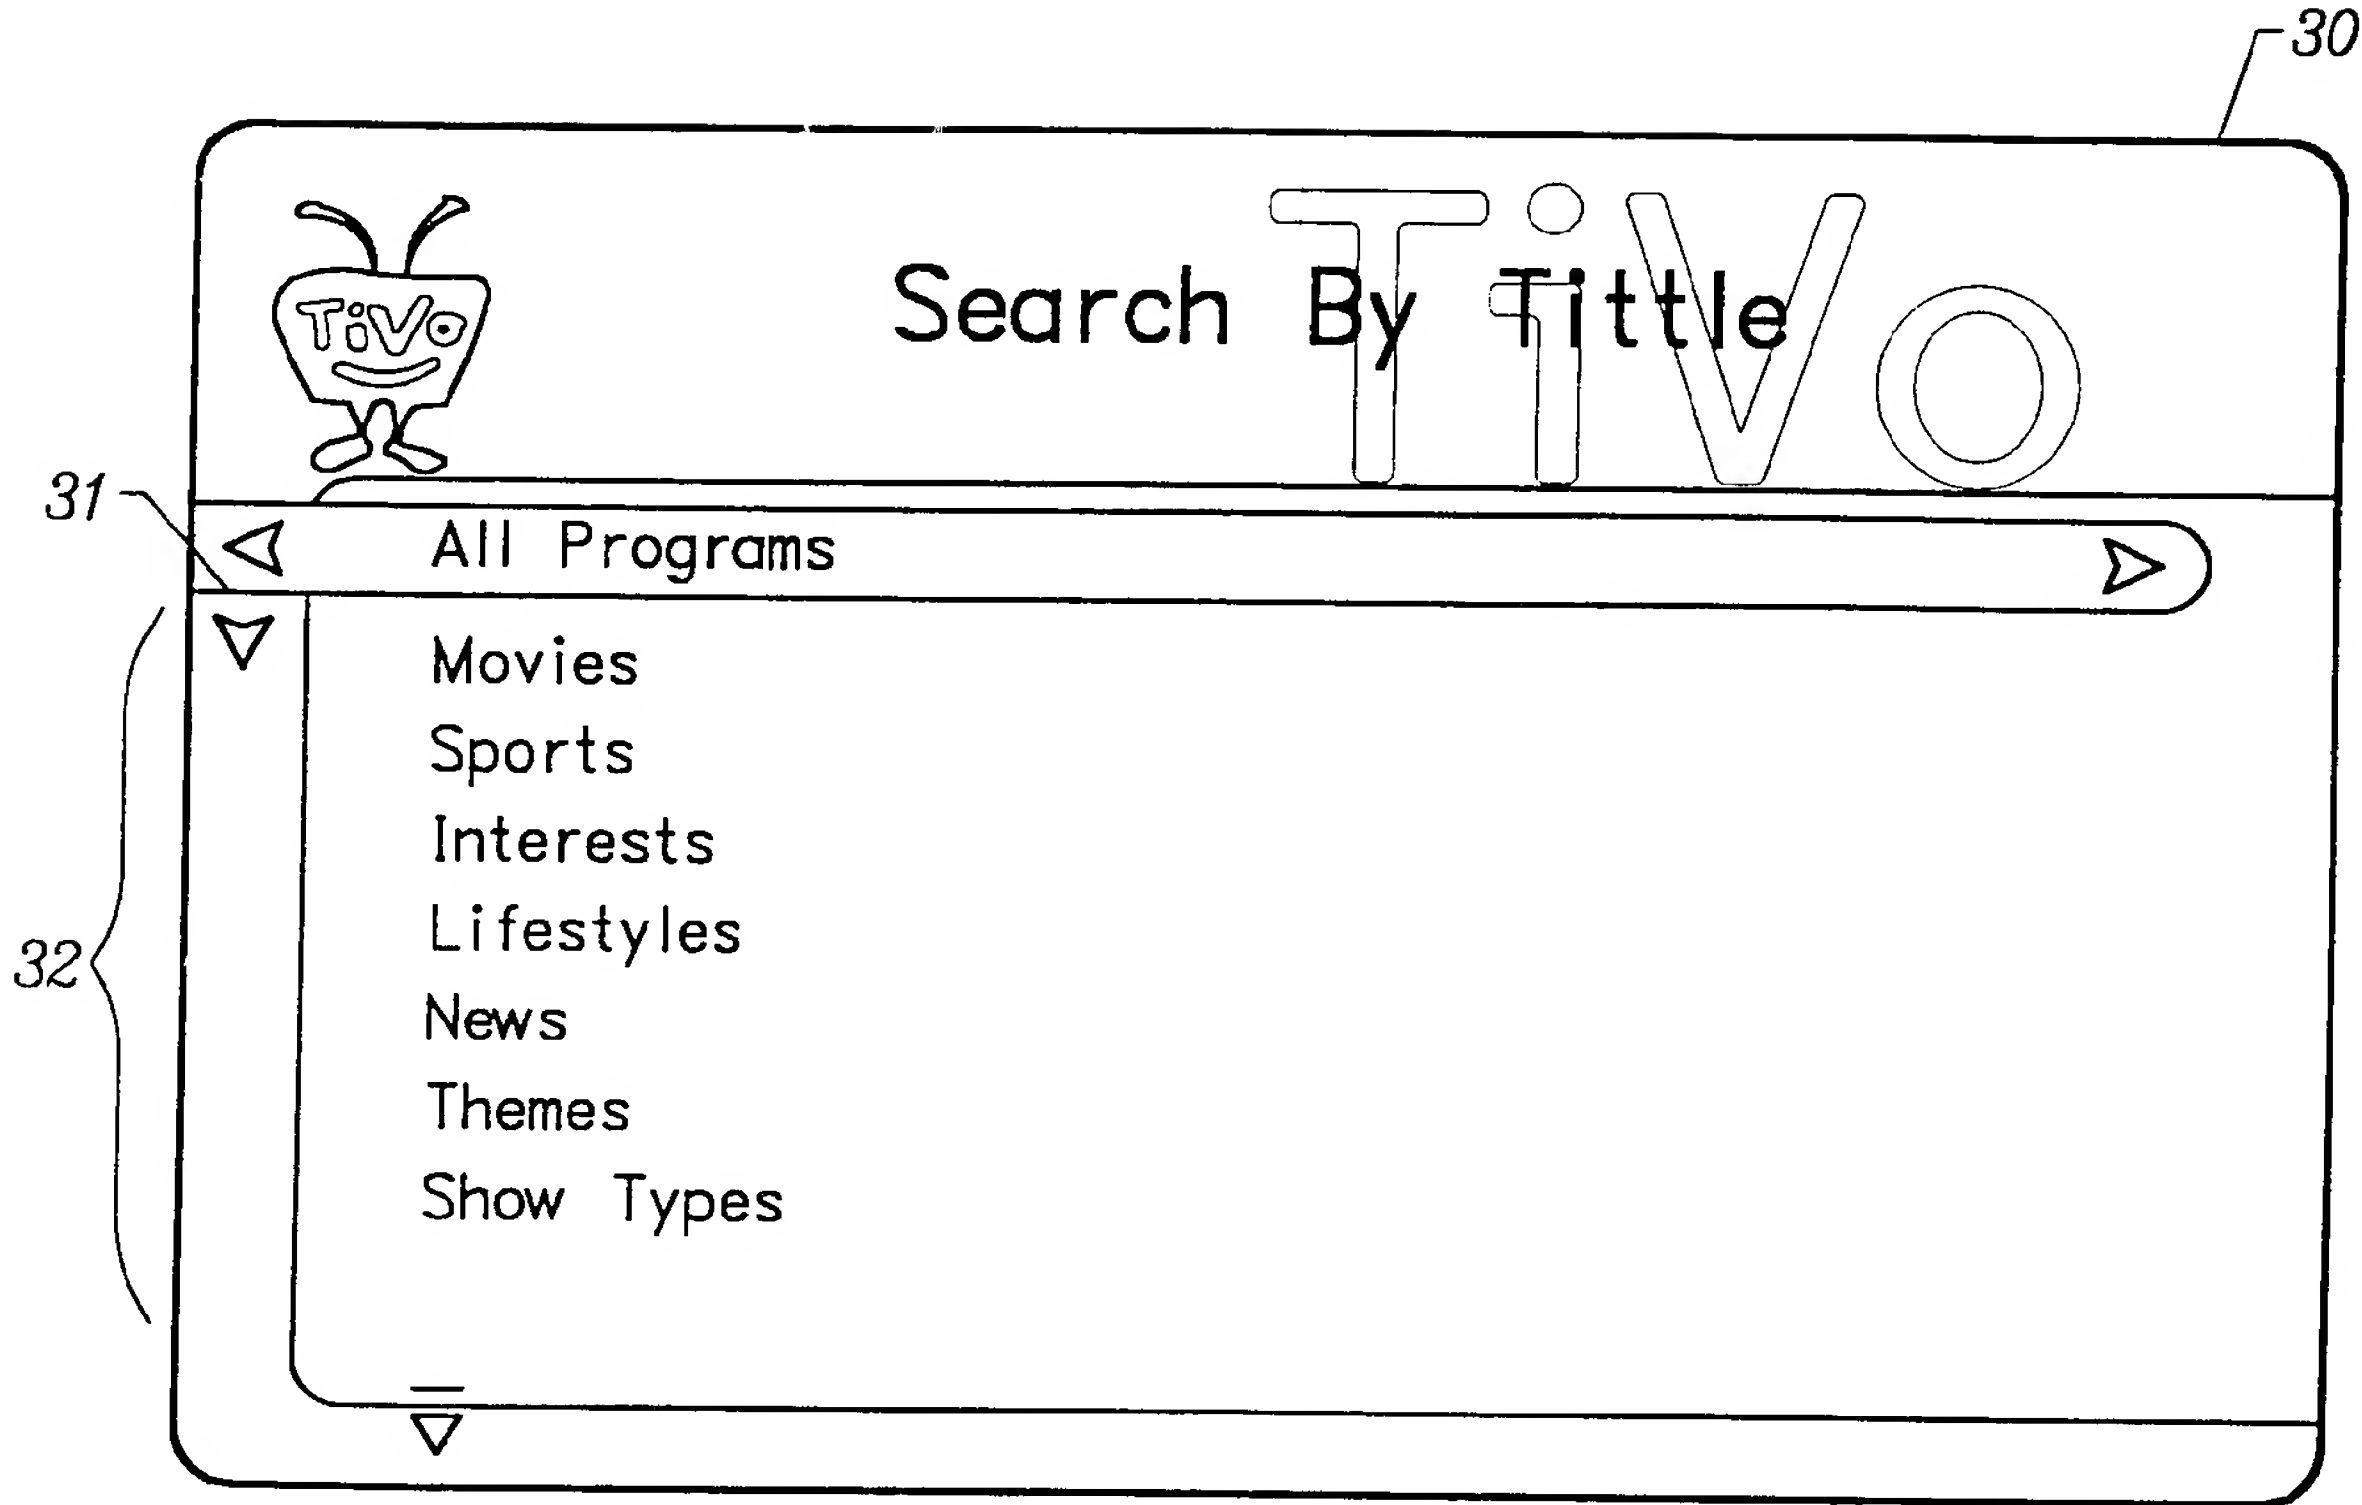 30
TiVo
TiVo
Search By Tittle
31
All Programs
Movies
Sports
Interests
Lifestyles
32
News
Themes
Show Types